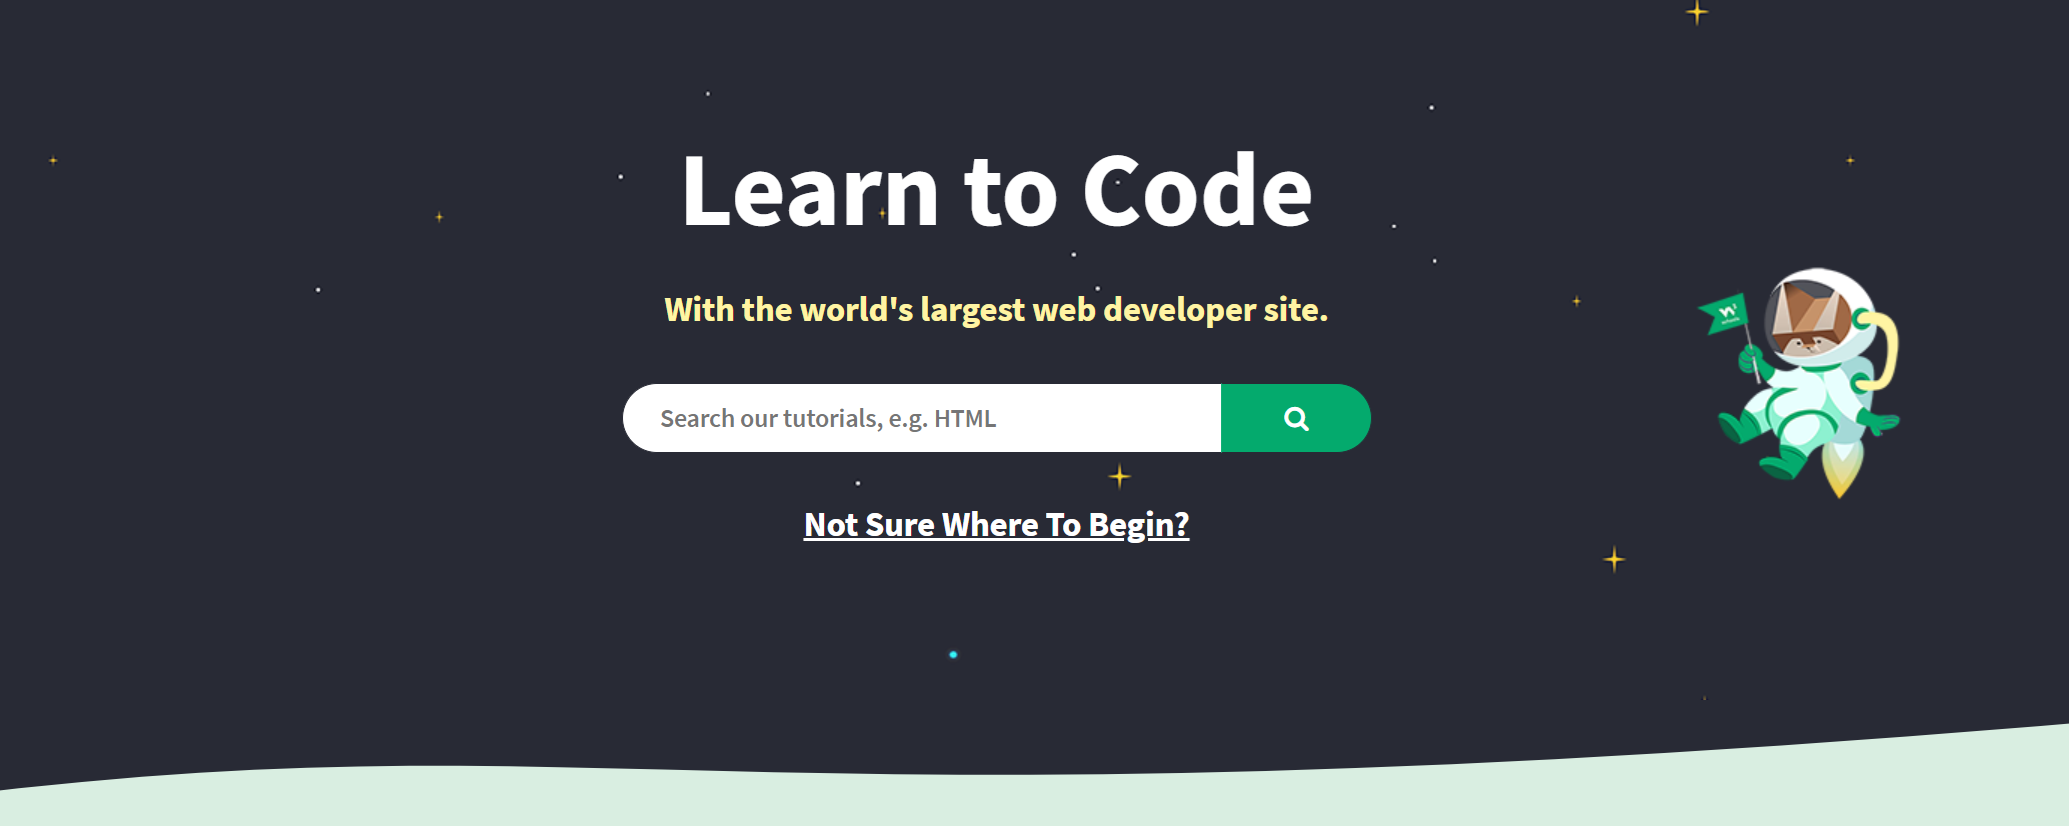 Learn to Code
With the world's largest web developer site.
Search our tutorials, e.g. HTML
Not Sure Where To Begin?